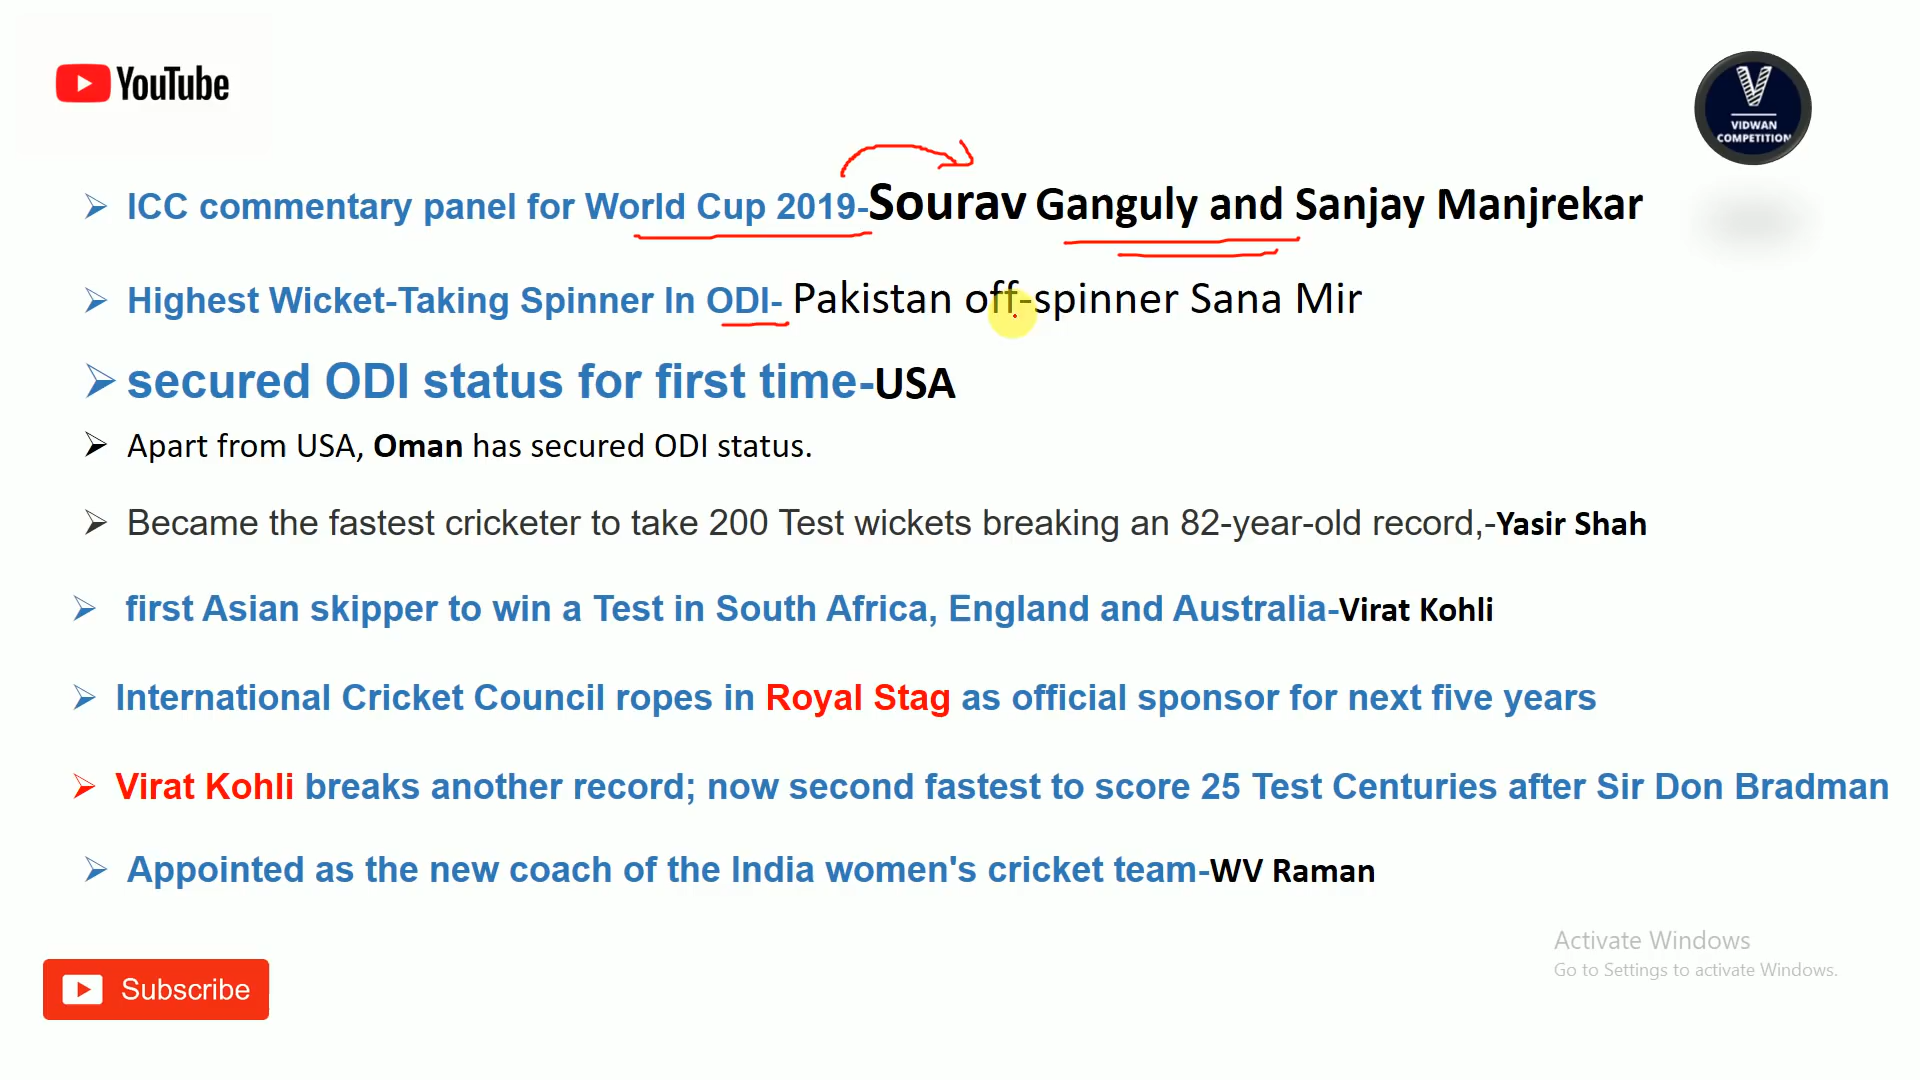 YouTube
V
VIDWAN
COMPETITION
➢ ICC commentary panel for World Cup 2019-Sourav Ganguly and Sanjay Manjrekar
➢ Highest Wicket-Taking Spinner In ODI- Pakistan off-spinner Sana Mir
➢ secured ODI status for first time-USA
➢ Apart from USA, Oman has secured ODI status.
➢ Became the fastest cricketer to take 200 Test wickets breaking an 82-year-old record,-Yasir Shah
➢ first Asian skipper to win a Test in South Africa, England and Australia-Virat Kohli
➢ International Cricket Council ropes in Royal Stag as official sponsor for next five years
➢ Virat Kohli breaks another record; now second fastest to score 25 Test Centuries after Sir Don Bradman
➢ Appointed as the new coach of the India women's cricket team-WV Raman
Activate Windows
Go to Settings to activate Windows.
Subscribe